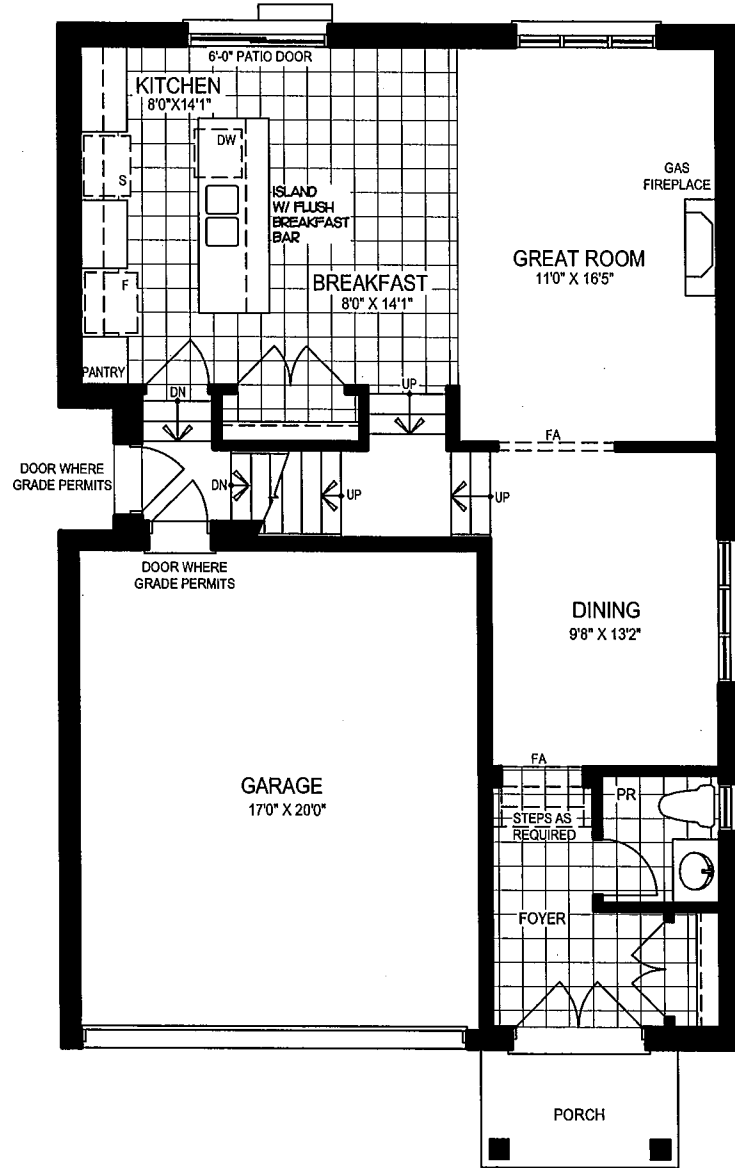 6'-0" PATIO DOOR
KITCHEN
8'0"X14'1"
DW
S
ISLAND
W/ FLUSH
BREAKFAST
BAR
GAS
FIREPLACE
GREAT ROOM
11'0" X 16'5"
BREAKFAST
8'0" X 14'1"
F
PANTRY
DN
UP
FA
DOOR WHERE
GRADE PERMITS
DN
UP
UP
DOOR WHERE
GRADE PERMITS
DINING
9'8" X 13'2"
FA
GARAGE
17'0" X 20'0"
PR
STEPS AS
REQUIRED
FOYER
PORCH